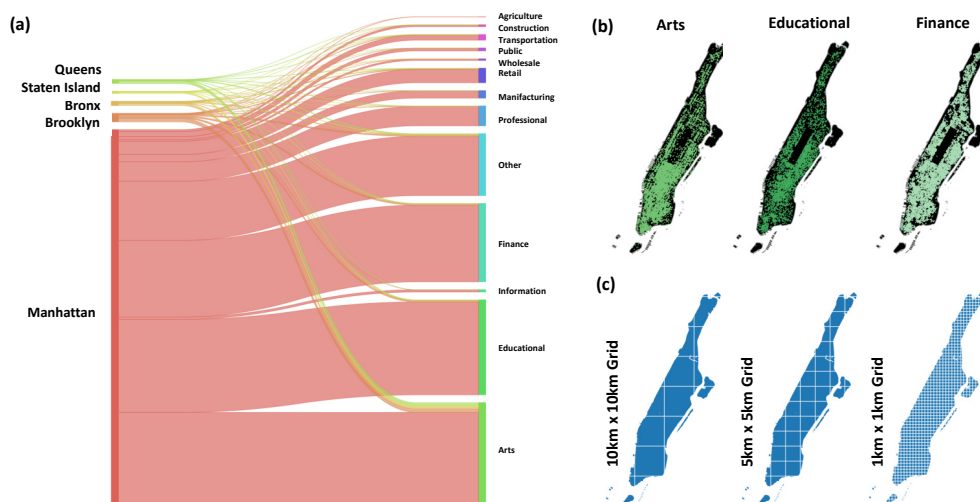 (a)
Queens
Staten Island
Bronx
Brooklyn
Manhattan
Agriculture
Construction
Transportation
Public
Wholesale
Retail
Manifacturing
Professional
Other
Finance
Information
Educational
Arts
(b)
Arts
Educational
Finance
(c)
10km x 10km Grid
5km x 5km Grid
1km x 1km Grid